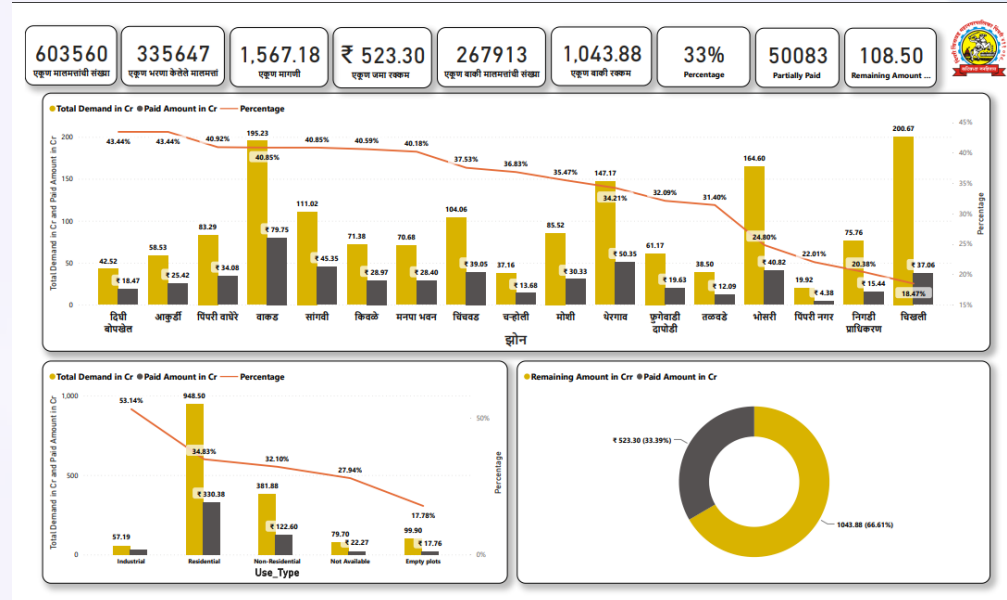 603560
एकूण मालमत्तांची संख्या
335647
एकूण भरणा केलेले मालमत्ता
1,567.18
एकूण मागणी
₹ 523.30
एकूण जमा रक्कम
267913
एकूण बाकी मालमत्तांची संख्या
1,043.88
एकूण बाकी रक्कम
33%
Percentage
50083
Partially Paid
108.50
Remaining Amount ...
Total Demand in Cr Paid Amount in Cr Percentage
Total Demand in Cr and Paid Amount in Cr
200
150
100
50
0
45%
40%
35%
30%
25%
20%
15%
Percentage
43.44% 43.44% 40.92% 40.85% 40.85% 40.59% 40.18% 37.53% 36.83% 35.47% 34.21% 32.09% 31.40% 24.80% 22.01% 20.38% 18.47%
42.52 58.53 83.29 195.23 111.02 71.38 70.68 104.06 37.16 85.52 147.17 61.17 38.50 164.60 19.92 75.76 200.67
₹ 18.47 ₹ 25.42 ₹ 34.08 ₹ 79.75 ₹ 45.35 ₹ 28.97 ₹ 28.40 ₹ 39.05 ₹ 13.68 ₹ 30.33 ₹ 50.35 ₹ 19.63 ₹ 12.09 ₹ 40.82 ₹ 4.38 ₹ 15.44 ₹ 37.06
दिघी बोपखेल
आकुर्डी
पिंपरी वाघेरे
वाकड
सांगवी
किवळे
मनपा भवन
चिंचवड
चऱ्होली
मोशी
थेरगाव
फुगेवाडी दापोडी
तळवडे
भोसरी
पिंपरी नगर
निगडी प्राधिकरण
चिखली
झोन
Total Demand in Cr Paid Amount in Cr Percentage
Total Demand in Cr and Paid Amount in Cr
1,000
500
0
50%
0%
Percentage
53.14% 34.83% 32.10% 27.94% 17.78%
57.19 948.50 381.88 79.70 99.90
₹ 330.38 ₹ 122.60 ₹ 22.27 ₹ 17.76
Industrial Residential Non-Residential Not Available Empty plots
Use_Type
Remaining Amount in Crr Paid Amount in Cr
₹ 523.30 (33.39%)
1043.88 (66.61%)